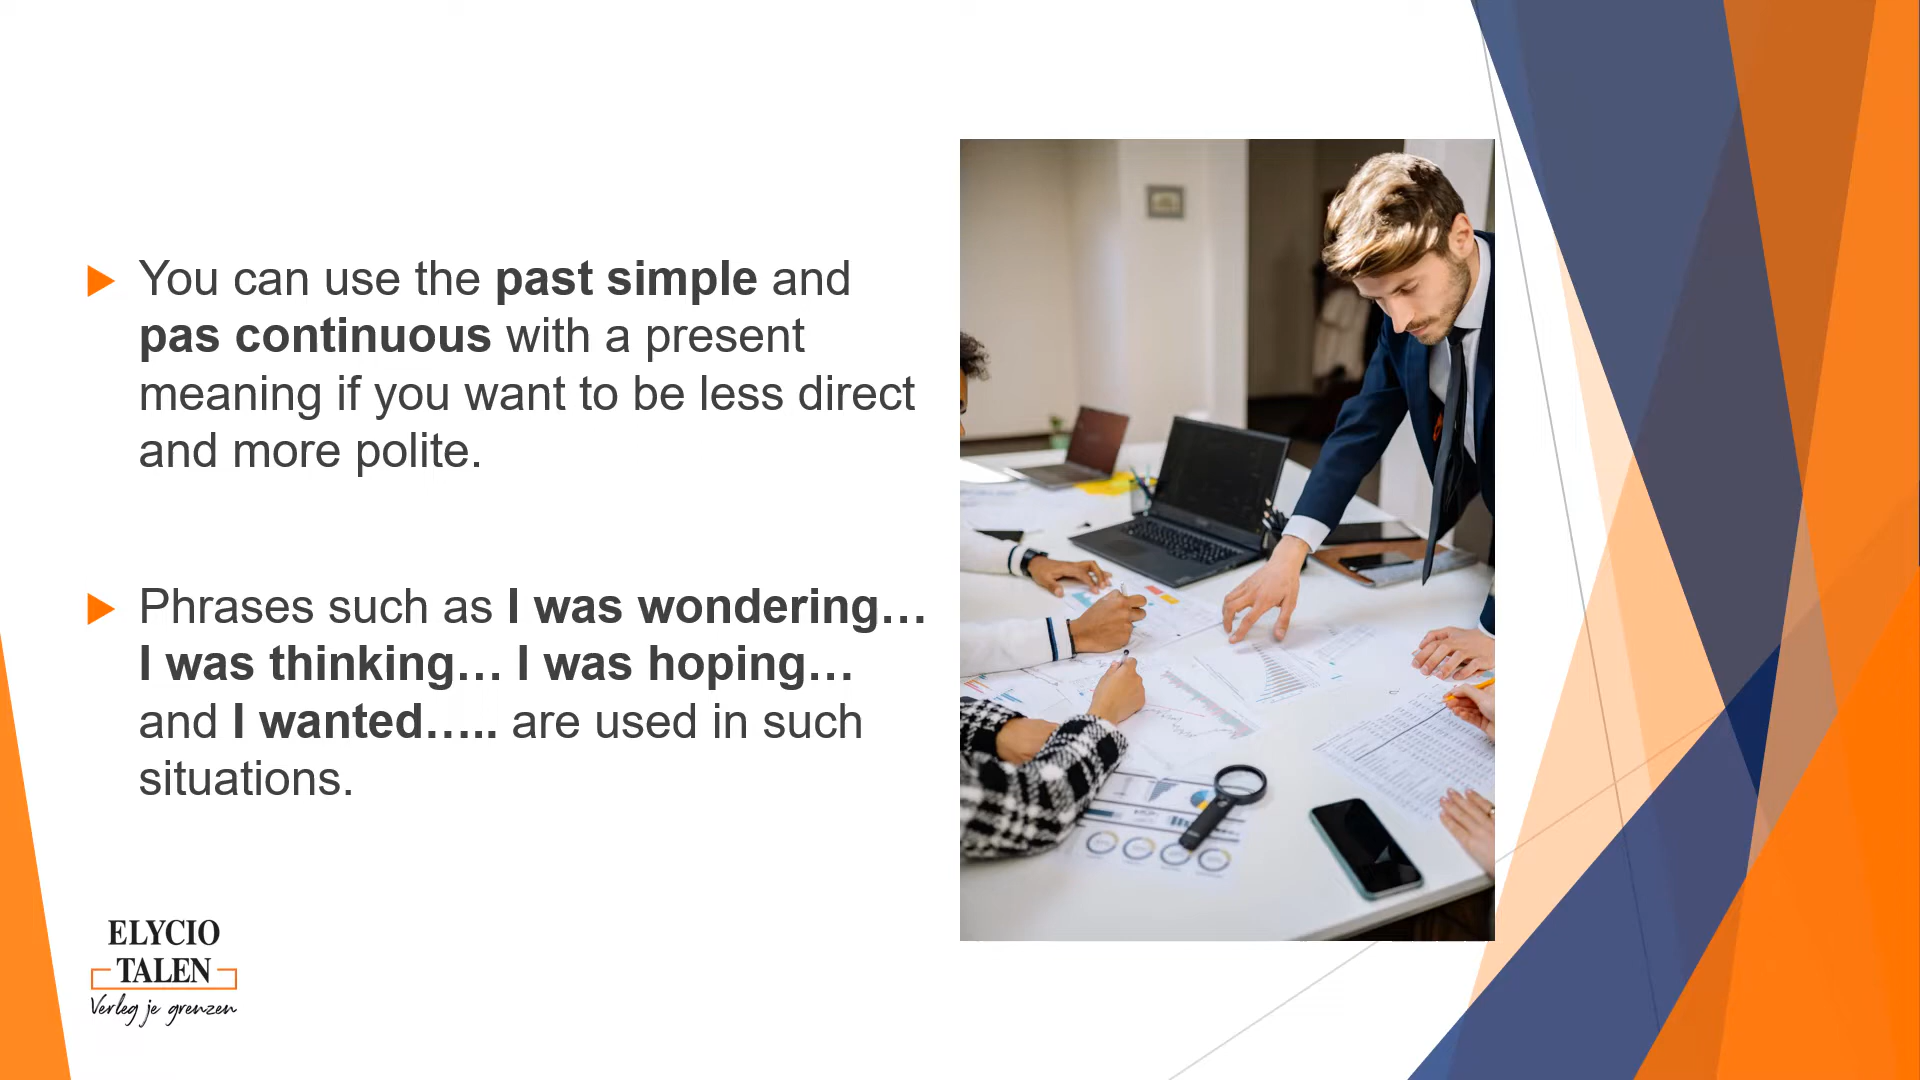 You can use the past simple and
pas continuous with a present
meaning if you want to be less direct
and more polite.
Phrases such as I was wondering…
I was thinking… I was hoping…
and I wanted….. are used in such
situations.
ELYCIO
TALEN
Verleg je grenzen